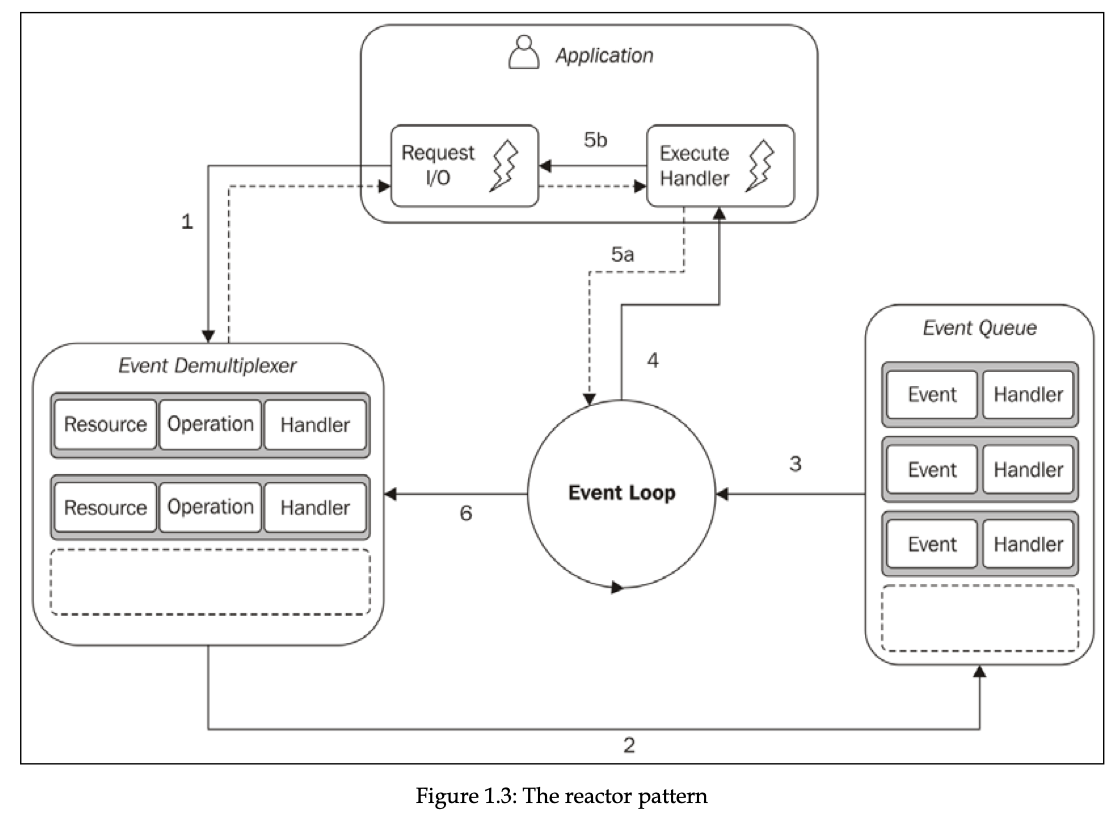 Application
Request
I/O
5b
Execute
Handler
1
5a
4
Event Demultiplexer
Resource Operation Handler
Resource Operation Handler
Event Loop
6
3
Event Queue
Event Handler
Event Handler
Event Handler
2
Figure 1.3: The reactor pattern